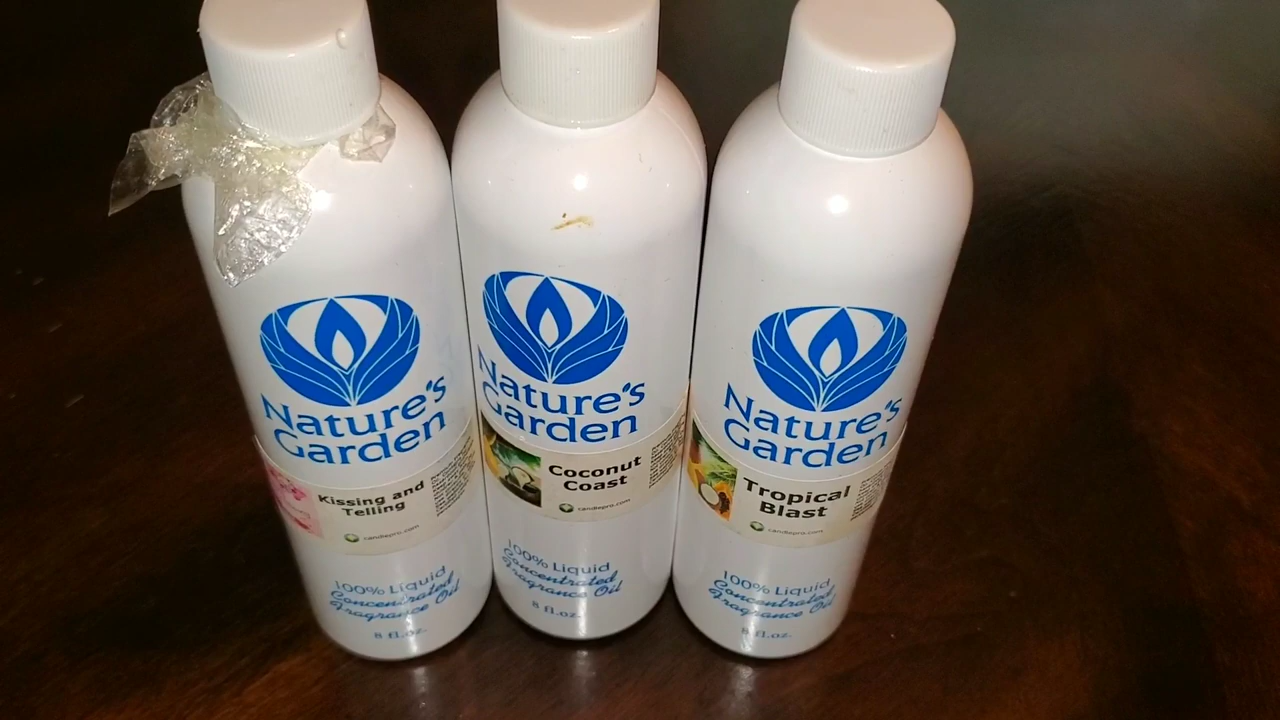 Nature's
Garden
Kissing and
Telling
candlepro.com
100% Liquid
Concentrated
Fragrance Oil
8 fl.oz.
Nature's
Garden
Coconut
Coast
candlepro.com
100% Liquid
Concentrated
Fragrance Oil
8 fl.oz.
Nature's
Garden
Tropical
Blast
candlepro.com
100% Liquid
Concentrated
Fragrance Oil
8 fl.oz.